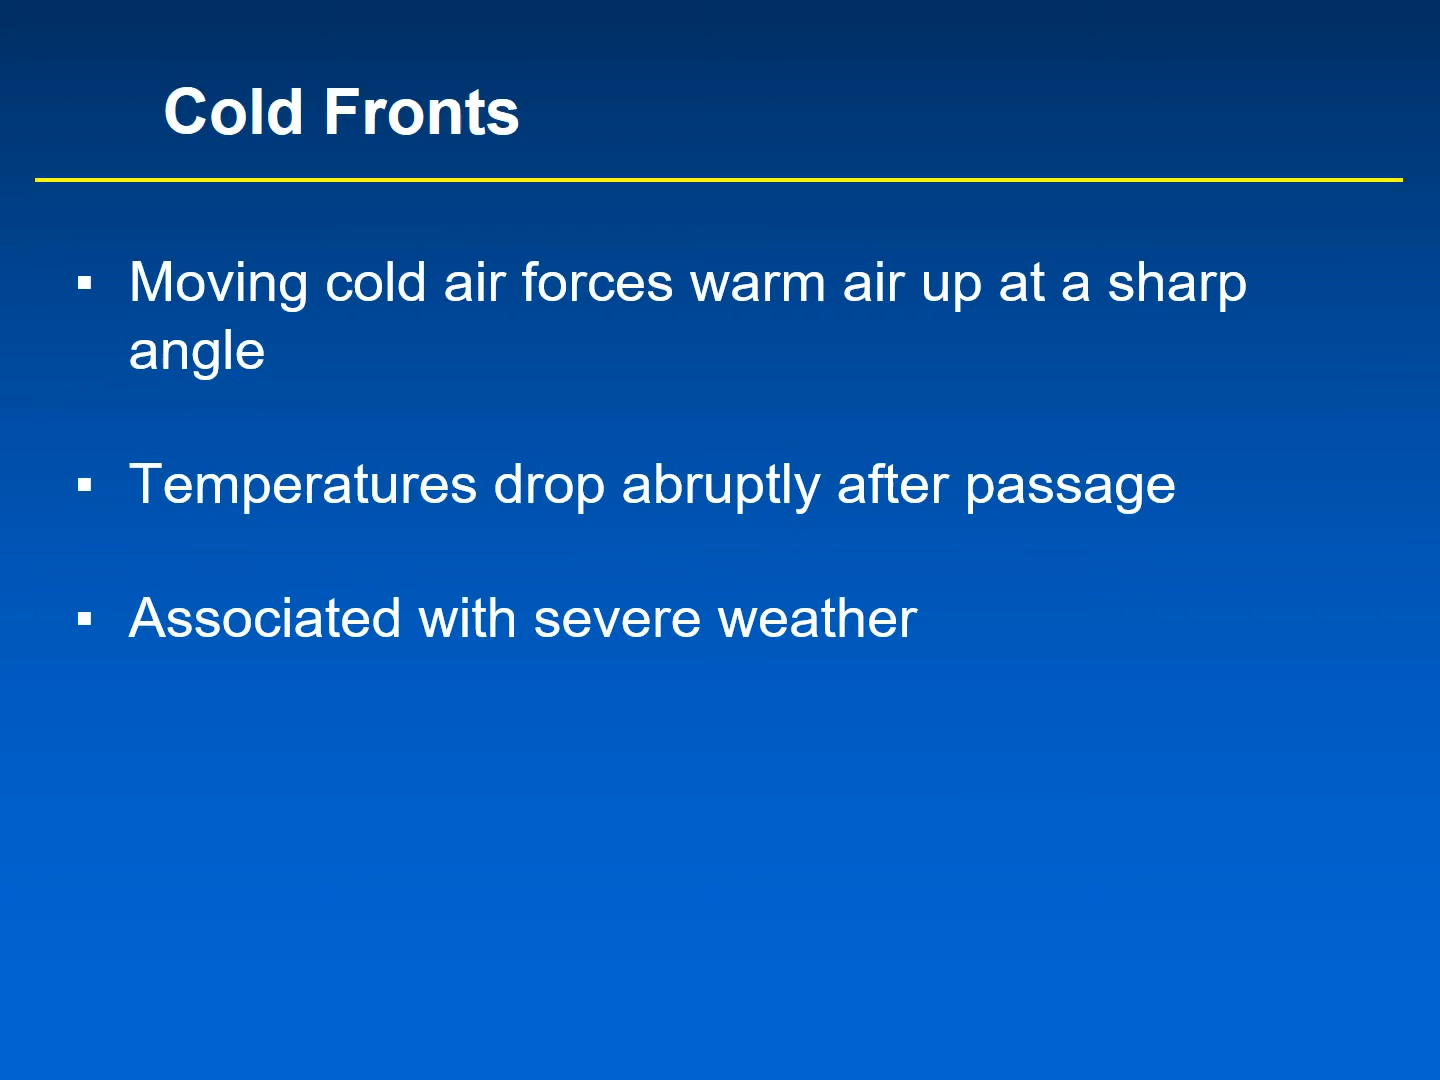 Cold Fronts
▪ Moving cold air forces warm air up at a sharp
angle
▪ Temperatures drop abruptly after passage
▪ Associated with severe weather